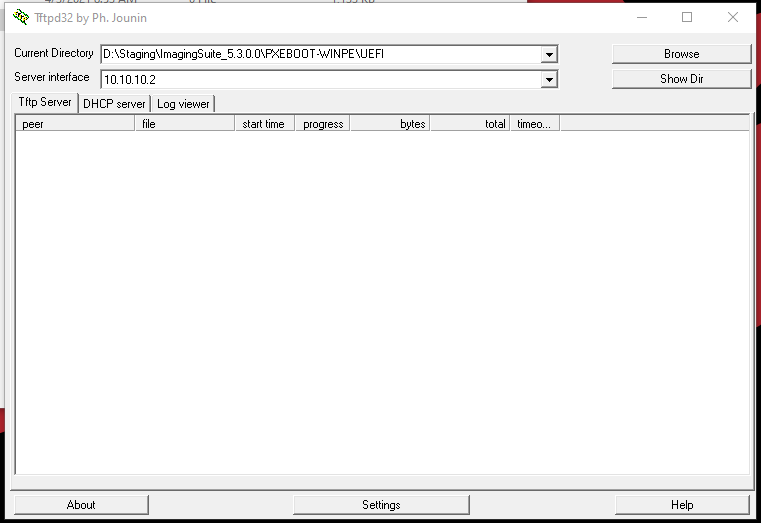 Tftpd32 by Ph. Jounin
Current Directory D:\Staging\ImagingSuite_5.3.0.0\PXEBOOT-WINPE\UEFI Browse
Server interface 10.10.10.2 Show Dir
Tftp Server DHCP server Log viewer
peer file start time progress bytes total timeo...
About Settings Help